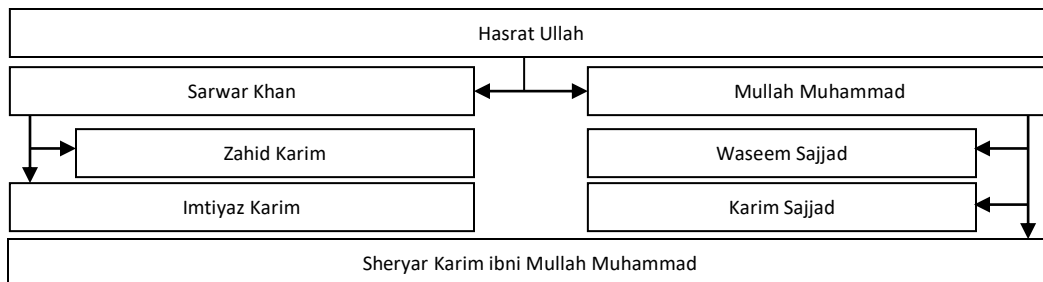 Hasrat Ullah
Sarwar Khan
Mullah Muhammad
Zahid Karim
Waseem Sajjad
Imtiyaz Karim
Karim Sajjad
Sheryar Karim ibni Mullah Muhammad